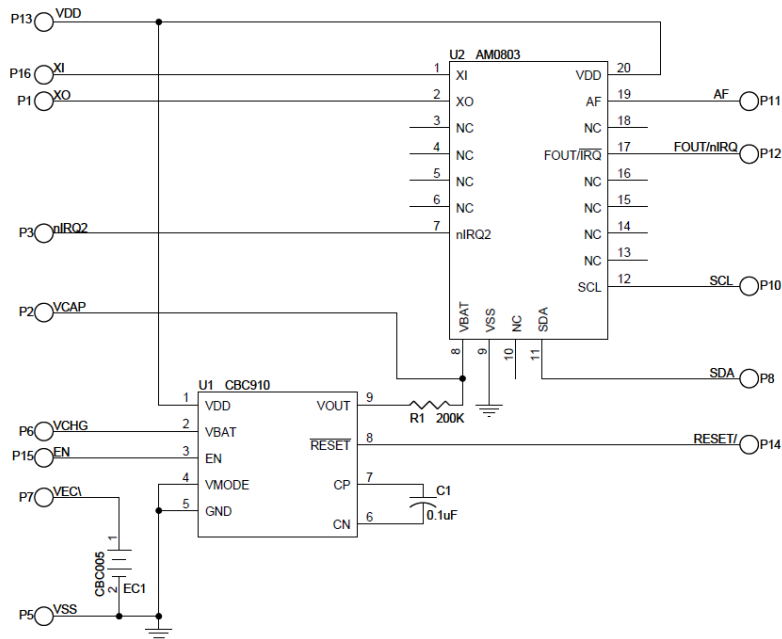 P13 VDD
U2 AM0803
P16 XI 1 XI VDD 20
P1 XO 2 XO AF 19 AF P11
3 NC NC 18
4 NC FOUT/IRQ 17 FOUT/nIRQ P12
5 NC NC 16
6 NC NC 15
P3 nIRQ2 7 nIRQ2 NC 14
NC 13
SCL 12 SCL P10
P2 VCAP
VBAT VSS NC SDA
8 9 10 11
SDA P8
U1 CBC910
1 VDD VOUT 9
R1 200K
P6 VCHG 2 VBAT
RESET 8 RESET/ P14
P15 EN 3 EN
P7 VEC\ 4 VMODE CP 7
C1
0.1uF
5 GND
CN 6
1
CBC005
2 EC1
P5 VSS